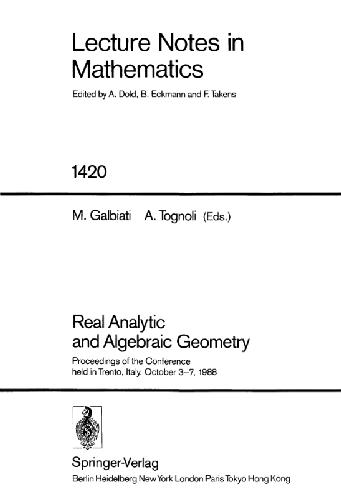 Lecture Notes in
Mathematics
Edited by A. Dold, B. Eckmann and F. Takens
1420
M. Galbiati A. Tognoli (Eds.)
Real Analytic
and Algebraic Geometry
Proceedings of the Conference
held in Trento, Italy, October 3–7, 1988
Springer-Verlag
Berlin Heidelberg New York London Paris Tokyo Hong Kong